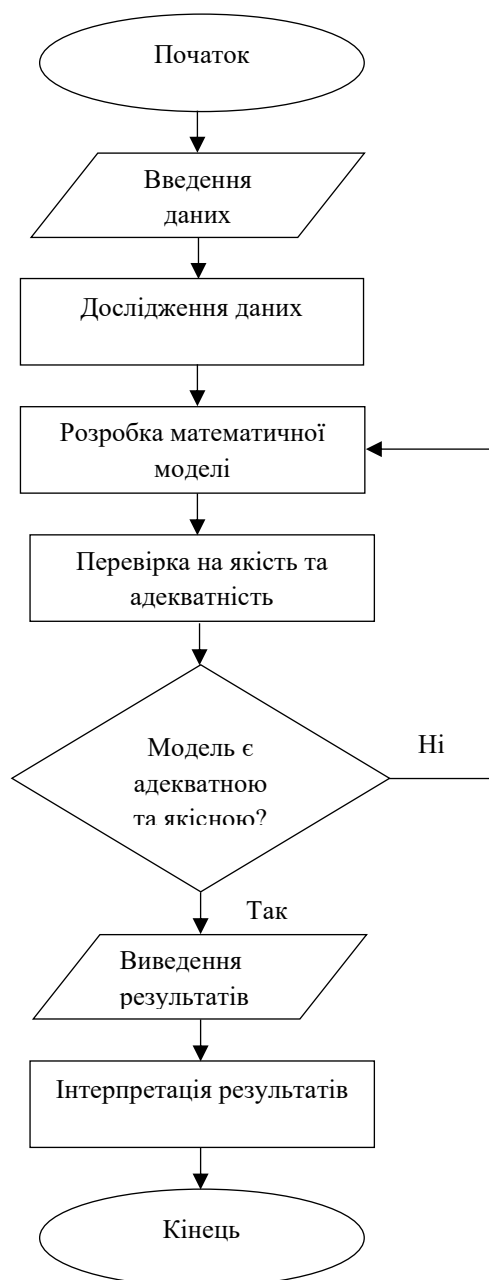 Початок
Введення
даних
Дослідження даних
Розробка математичної
моделі
Перевірка на якість та
адекватність
Модель є
адекватною
та якісною?
Ні
Так
Виведення
результатів
Інтерпретація результатів
Кінець